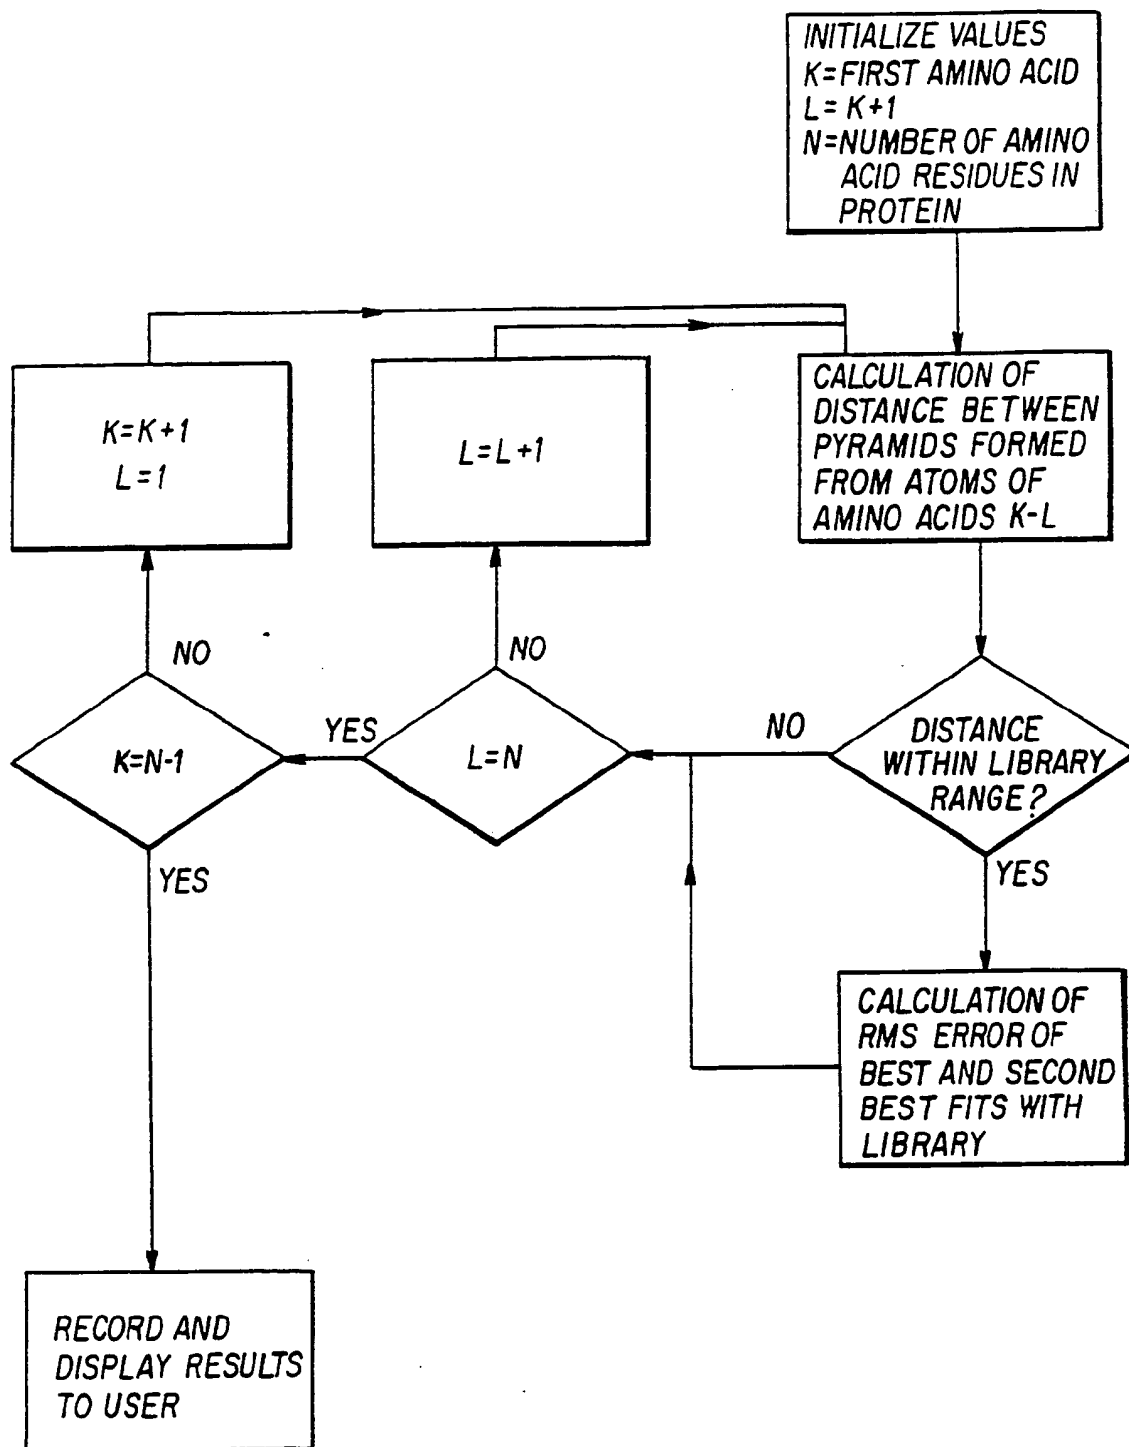 INITIALIZE VALUES
K=FIRST AMINO ACID
L=K+1
N=NUMBER OF AMINO
ACID RESIDUES IN
PROTEIN
K=K+1
L=1
L=L+1
CALCULATION OF
DISTANCE BETWEEN
PYRAMIDS FORMED
FROM ATOMS OF
AMINO ACIDS K-L
NO
NO
K=N-1
YES
L=N
NO
DISTANCE
WITHIN LIBRARY
RANGE?
YES
YES
CALCULATION OF
RMS ERROR OF
BEST AND SECOND
BEST FITS WITH
LIBRARY
RECORD AND
DISPLAY RESULTS
TO USER